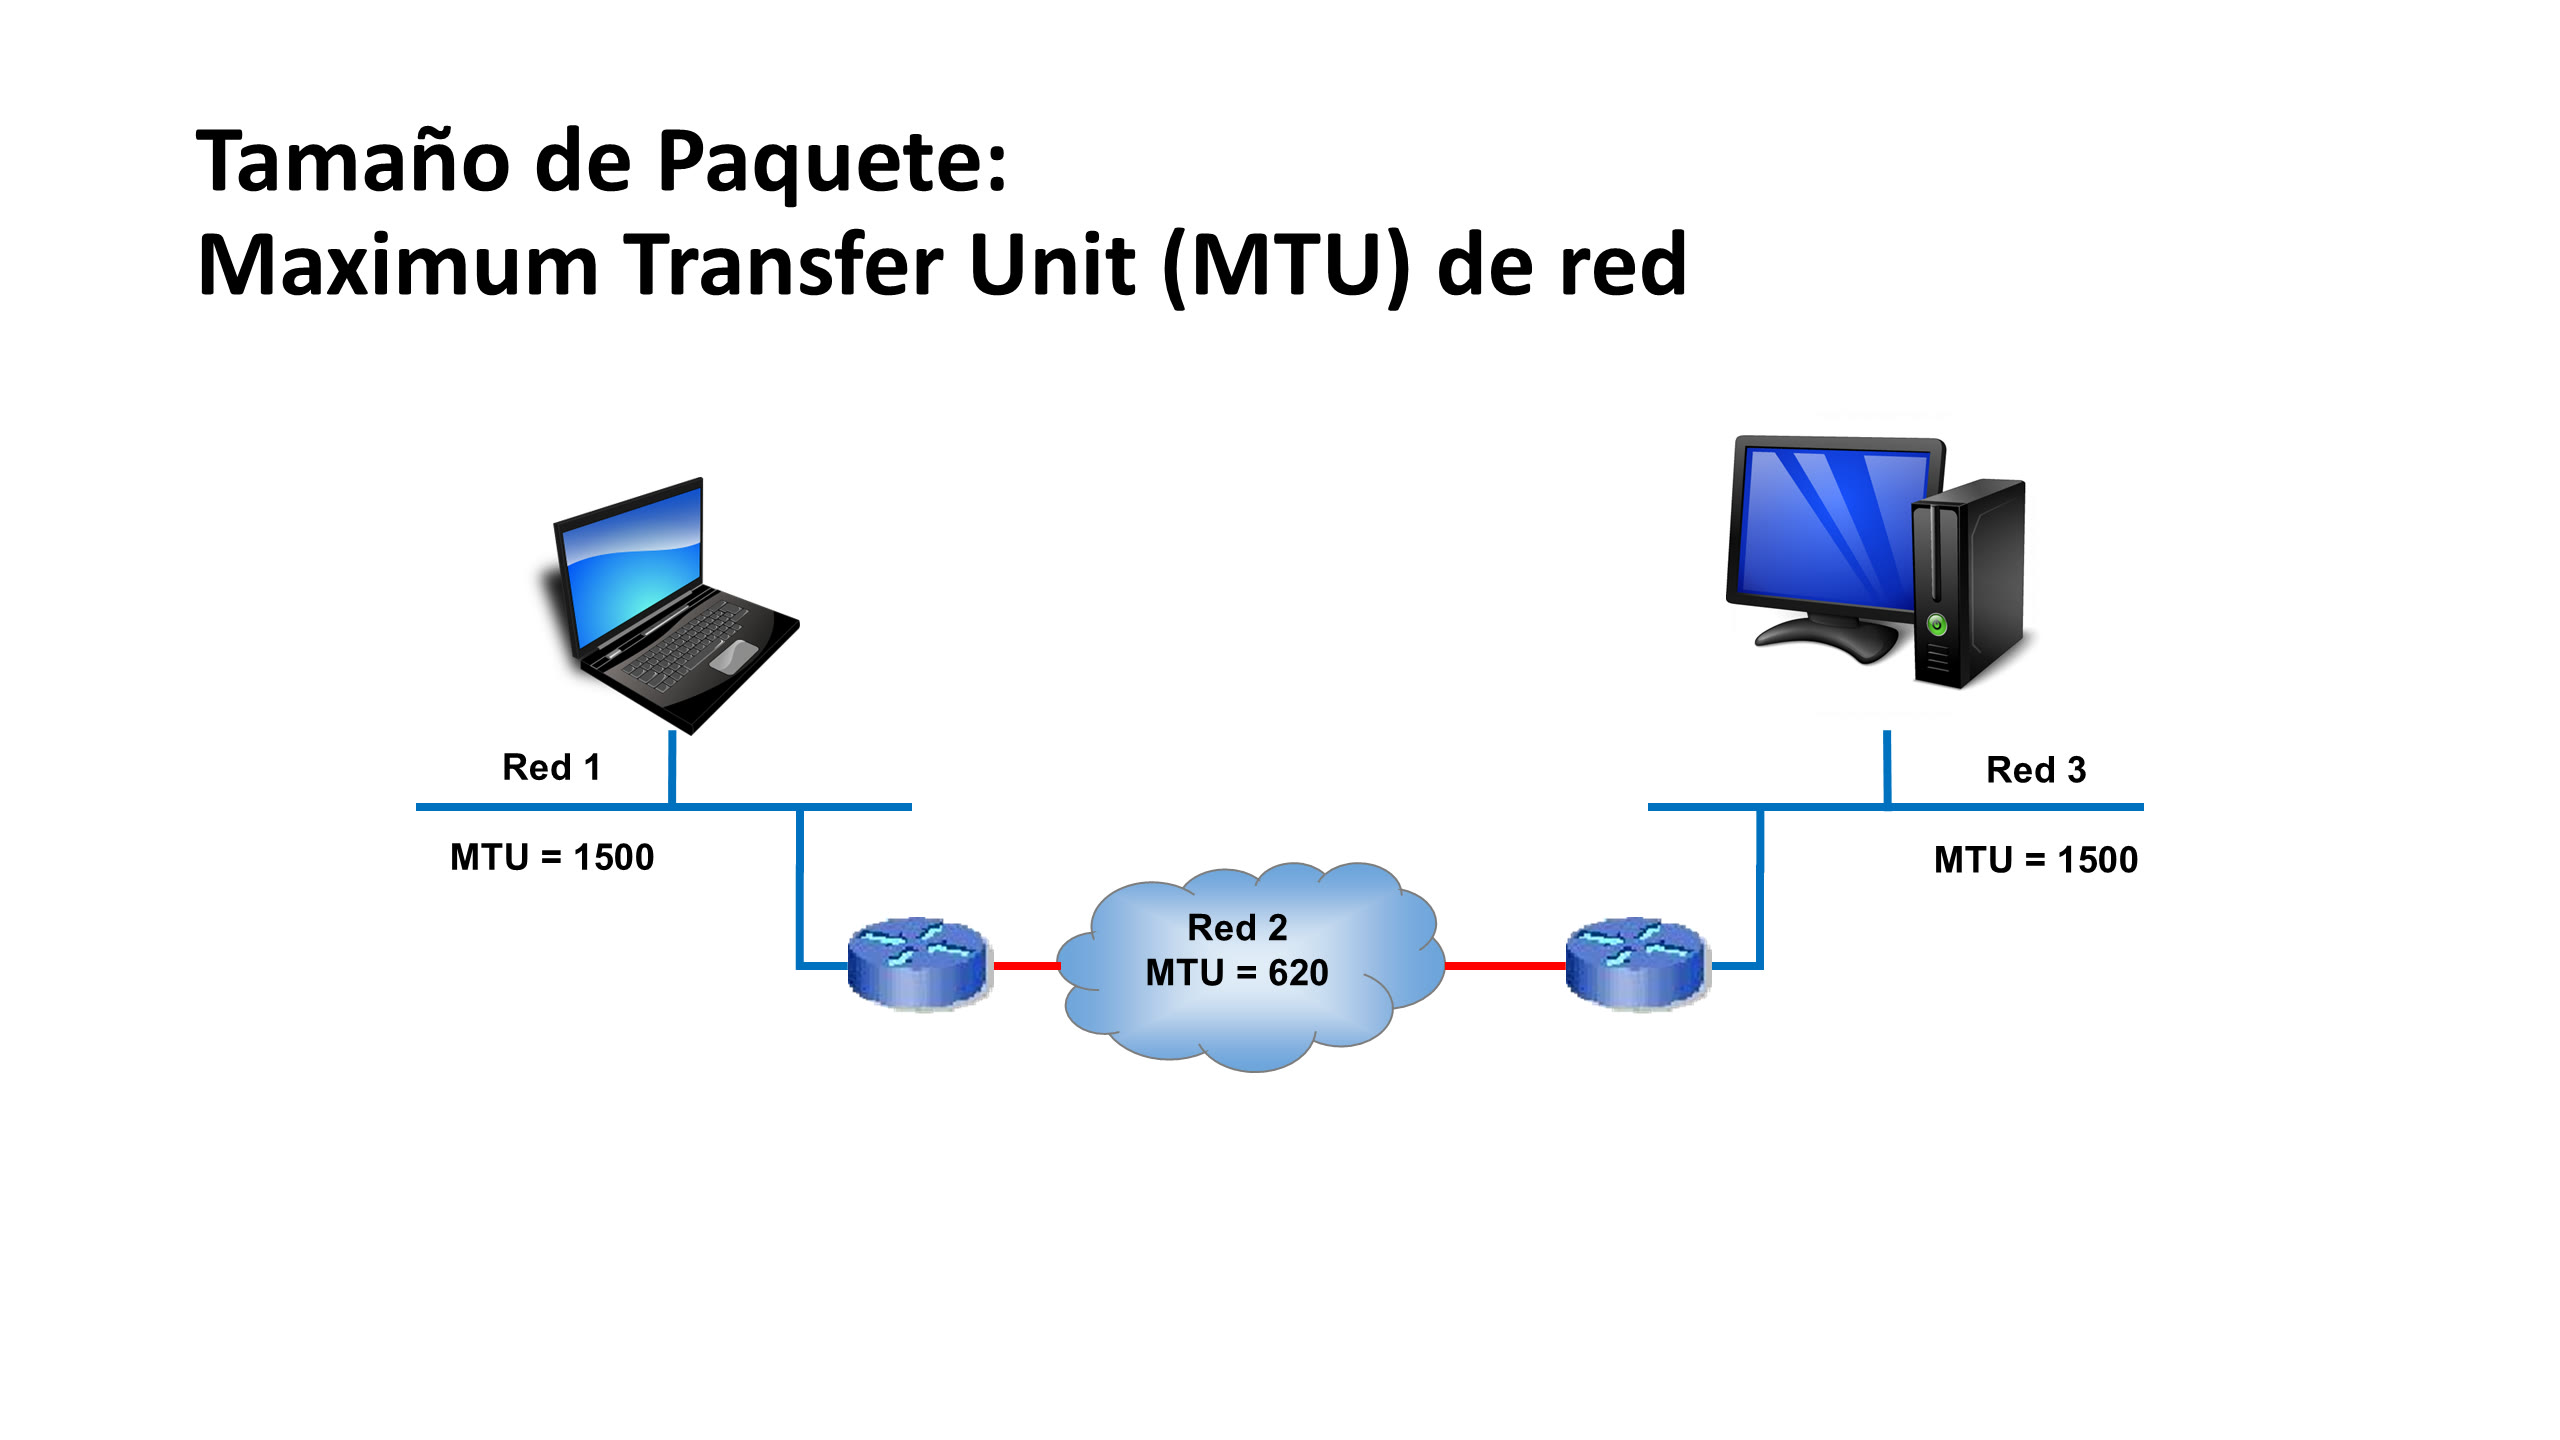 Tamaño de Paquete:
Maximum Transfer Unit (MTU) de red
Red 1
Red 3
MTU = 1500
MTU = 1500
Red 2
MTU = 620